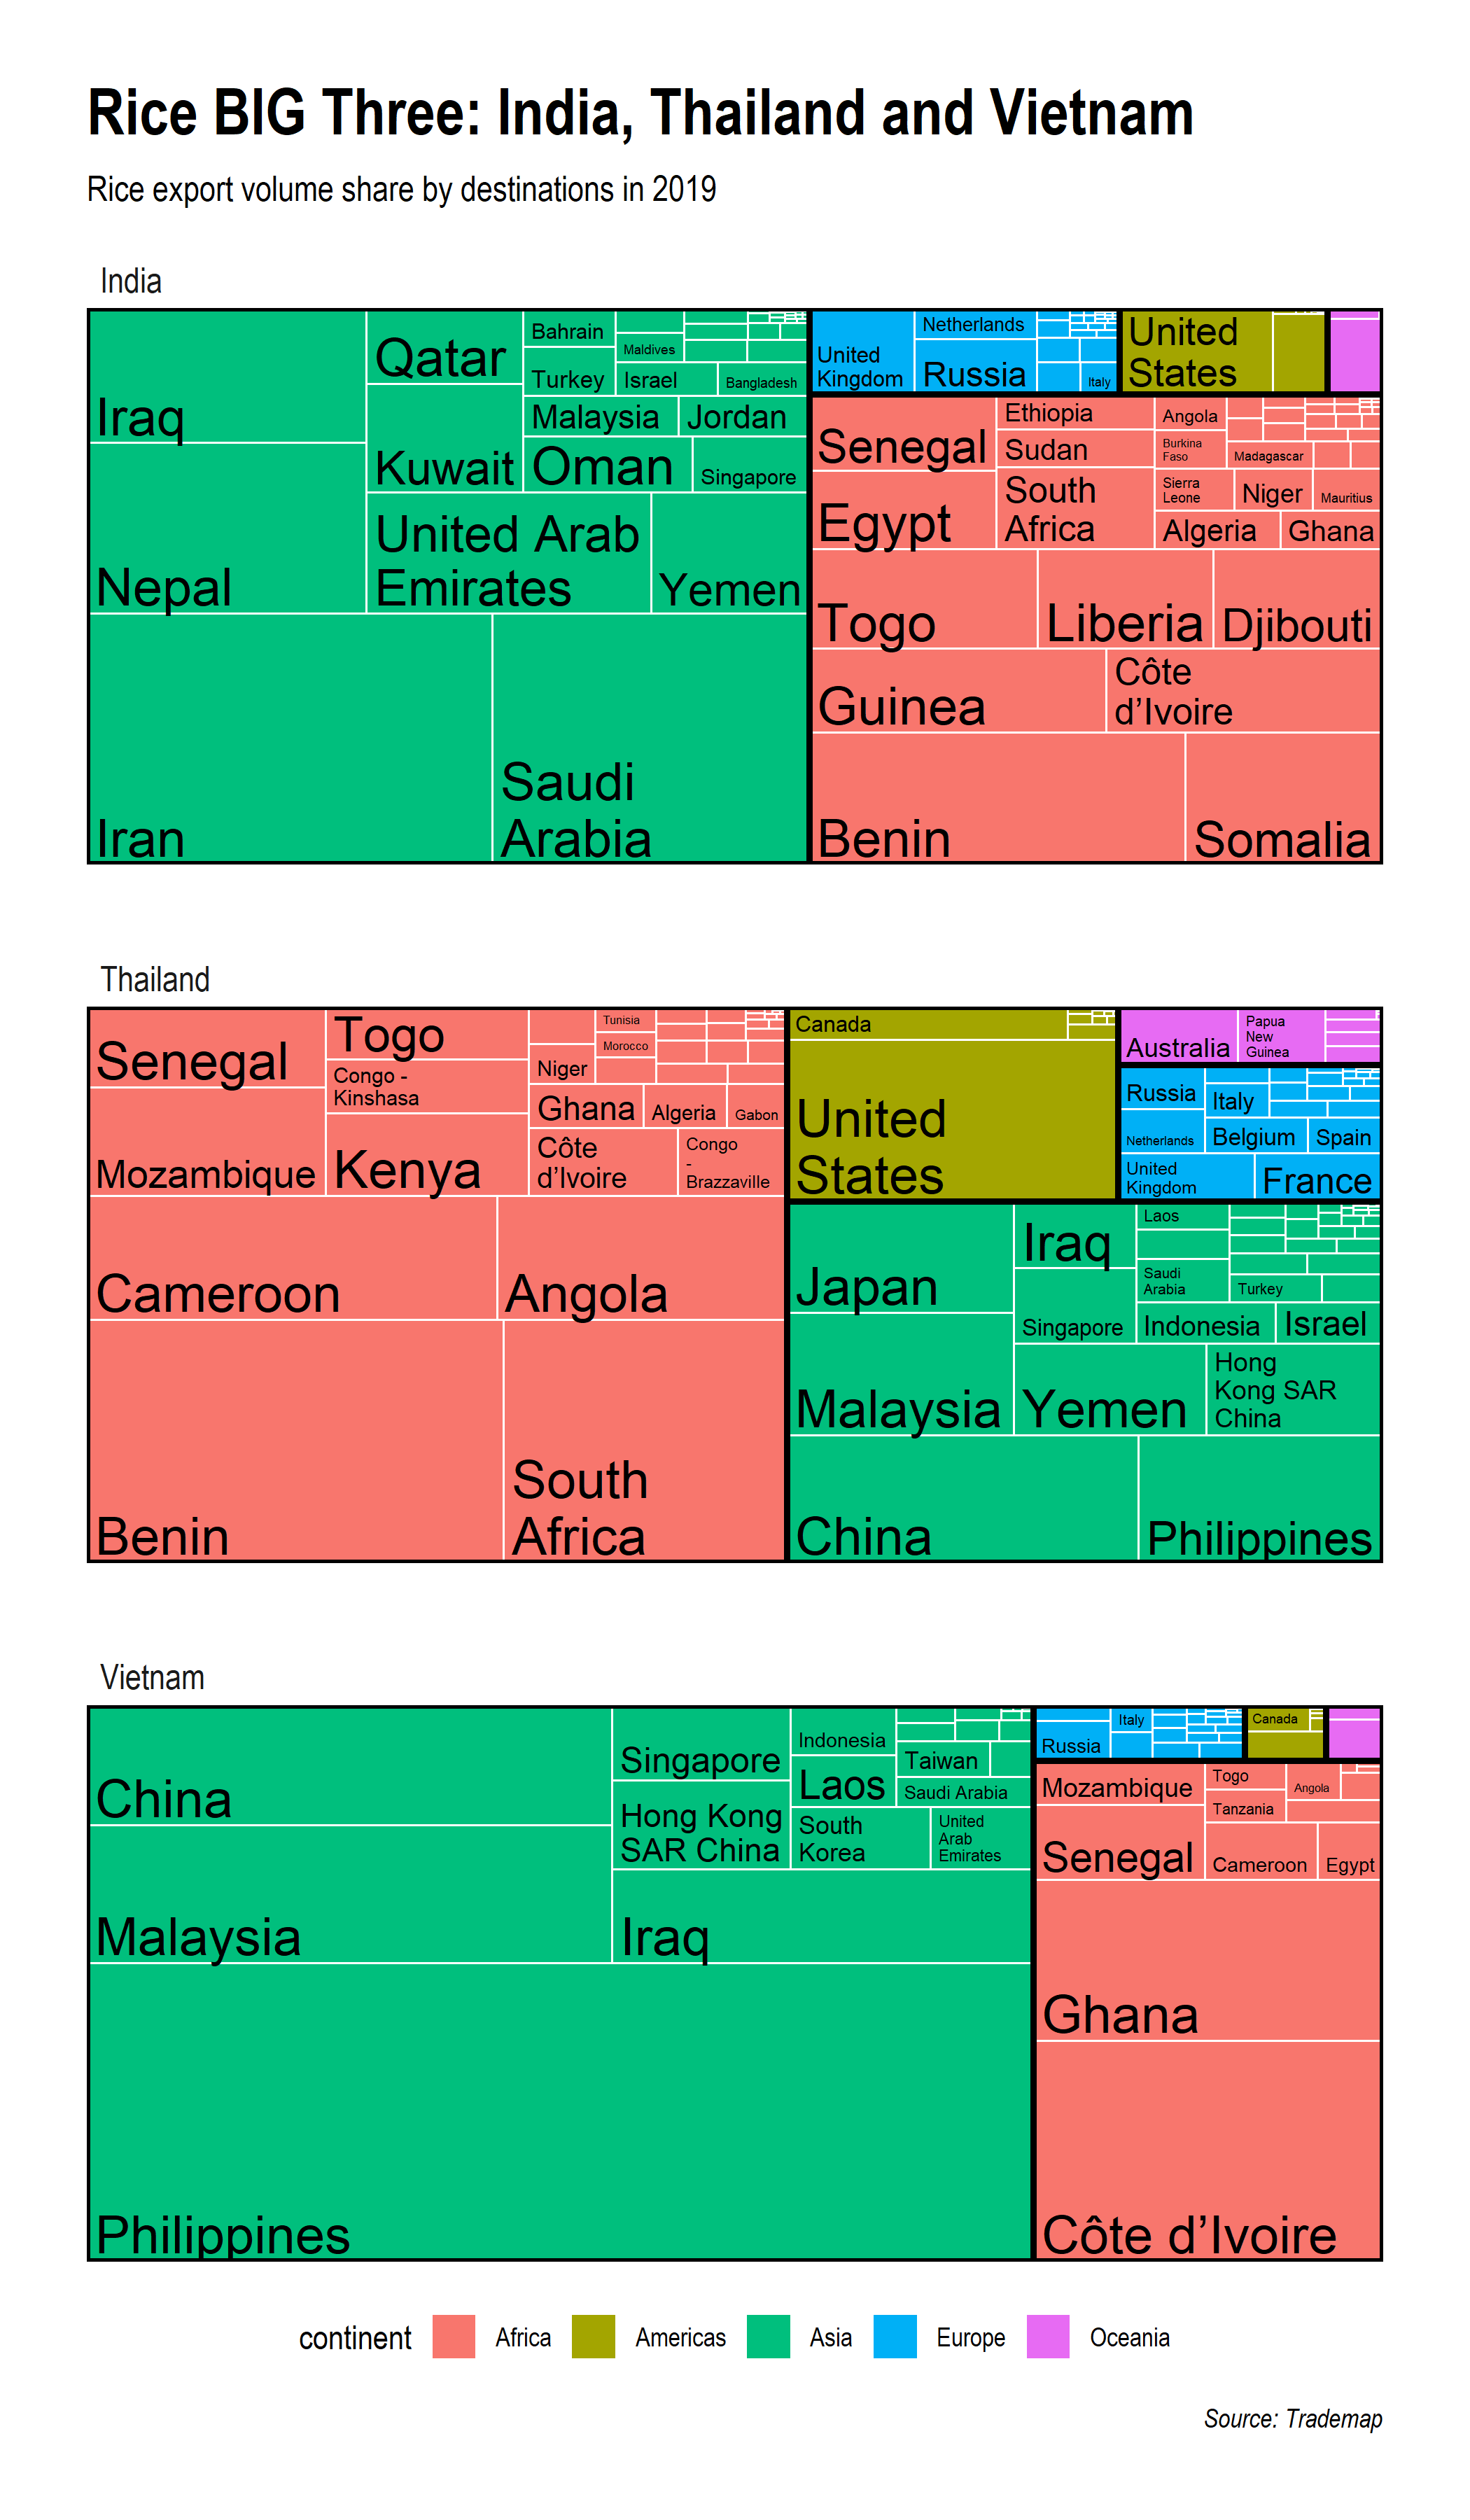 Rice BIG Three: India, Thailand and Vietnam
Rice export volume share by destinations in 2019
India
Iraq
Nepal
Iran
Saudi
Arabia
Qatar
Kuwait
United Arab
Emirates
Yemen
Bahrain
Turkey
Maldives
Israel
Bangladesh
Malaysia
Jordan
Oman
Singapore
United
Kingdom
Netherlands
Russia
Italy
United
States
Senegal
Egypt
Ethiopia
Sudan
South
Africa
Angola
Burkina
Faso
Madagascar
Sierra
Leone
Niger
Mauritius
Algeria
Ghana
Togo
Liberia
Djibouti
Guinea
Côte
d’Ivoire
Benin
Somalia
Thailand
Senegal
Mozambique
Togo
Congo -
Kinshasa
Kenya
Niger
Tunisia
Morocco
Ghana
Algeria
Gabon
Côte
d’Ivoire
Congo
-
Brazzaville
Cameroon
Angola
Benin
South
Africa
Canada
United
States
Australia
Papua
New
Guinea
Russia
Netherlands
Italy
Belgium
Spain
United
Kingdom
France
Japan
Malaysia
Iraq
Singapore
Laos
Saudi
Arabia
Turkey
Indonesia
Israel
Yemen
Hong
Kong SAR
China
China
Philippines
Vietnam
China
Malaysia
Singapore
Hong Kong
SAR China
Indonesia
Laos
Taiwan
Saudi Arabia
South
Korea
United
Arab
Emirates
Iraq
Philippines
Russia
Italy
Canada
Mozambique
Senegal
Togo
Tanzania
Angola
Cameroon
Egypt
Ghana
Côte d’Ivoire
continent
Africa
Americas
Asia
Europe
Oceania
Source: Trademap